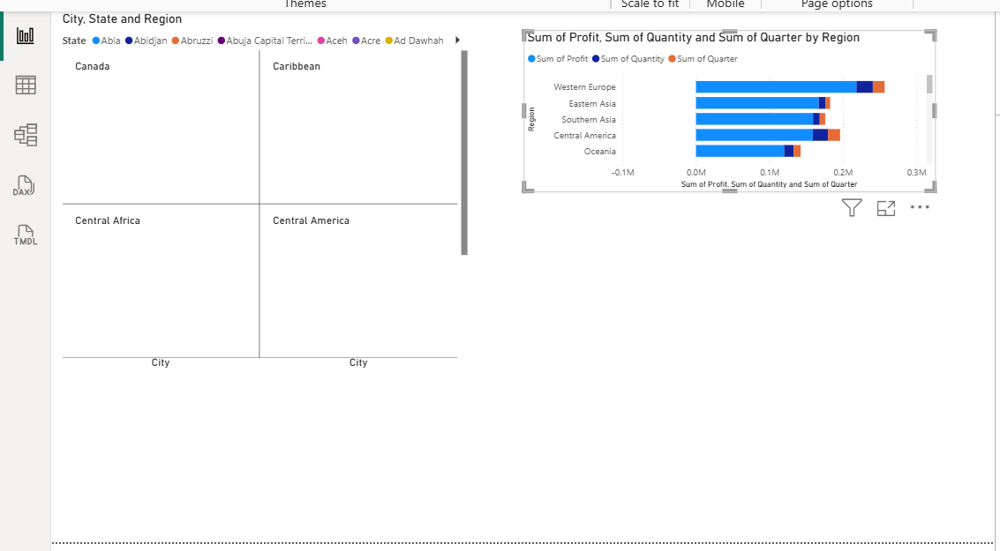 Themes
Scale to fit
Mobile
Page options
City, State and Region
State Abia Abidjan Abruzzi Abuja Capital Terri... Aceh Acre Ad Dawhah
Canada
Caribbean
Central Africa
Central America
City
City
DAX
TMDL
Sum of Profit, Sum of Quantity and Sum of Quarter by Region
Sum of Profit Sum of Quantity Sum of Quarter
Region
Western Europe
Eastern Asia
Southern Asia
Central America
Oceania
-0.1M 0.0M 0.1M 0.2M 0.3M
Sum of Profit, Sum of Quantity and Sum of Quarter